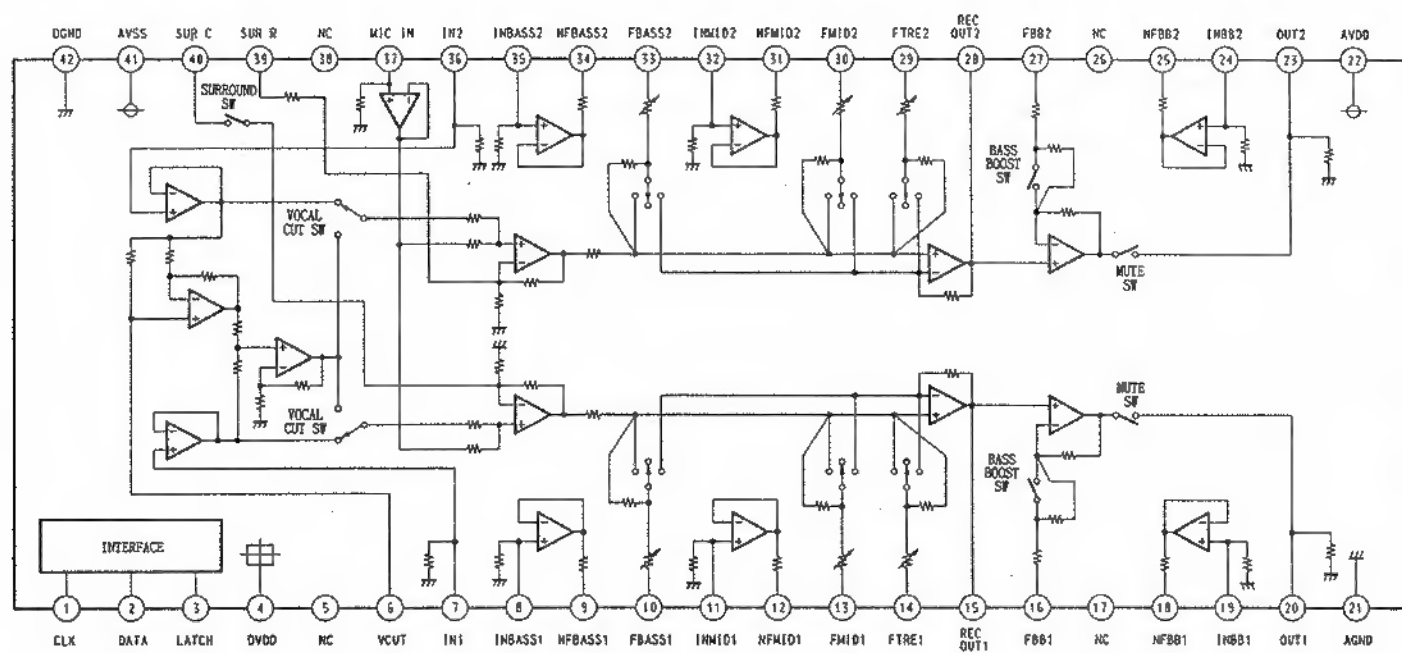 DGND AVSS SUR C SUR R NC MIC IN IN2 INBASS2 NFBASS2 FBASS2 INMID2 NFMID2 FMID2 FTRE2 REC OUT2 FBB2 NC NFBB2 INBB2 OUT2 AVDD
42 41 40 39 38 37 36 35 34 33 32 31 30 29 28 27 26 25 24 23 22
SURROUND
SW
BASS
BOOST
SW
VOCAL
CUT SW
MUTE
SW
VOCAL
CUT SW
MUTE
SW
BASS
BOOST
SW
INTERFACE
1 2 3 4 5 6 7 8 9 10 11 12 13 14 15 16 17 18 19 20 21
CLK DATA LATCH DVDD NC VCUT IN1 INBASS1 NFBASS1 FBASS1 INMID1 NFMID1 FMID1 FTRE1 REC OUT1 FBB1 NC NFBB1 INBB1 OUT1 AGND